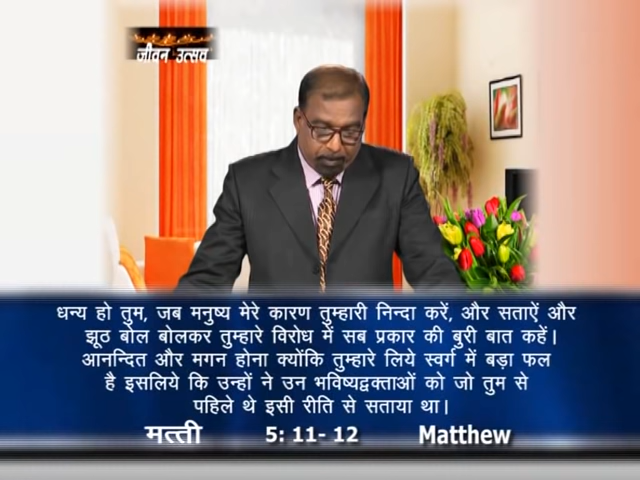 जीवन उत्सव
धन्य हो तुम, जब मनुष्य मेरे कारण तुम्हारी निन्दा करें, और सताऐं और
झूठ बोल बोलकर तुम्हारे विरोध में सब प्रकार की बुरी बात कहें।
आनन्दित और मगन होना क्योंकि तुम्हारे लिये स्वर्ग में बड़ा फल
है इसलिये कि उन्हों ने उन भविष्यद्वक्ताओं को जो तुम से
पहिले थे इसी रीति से सताया था।
मत्ती 5: 11- 12 Matthew